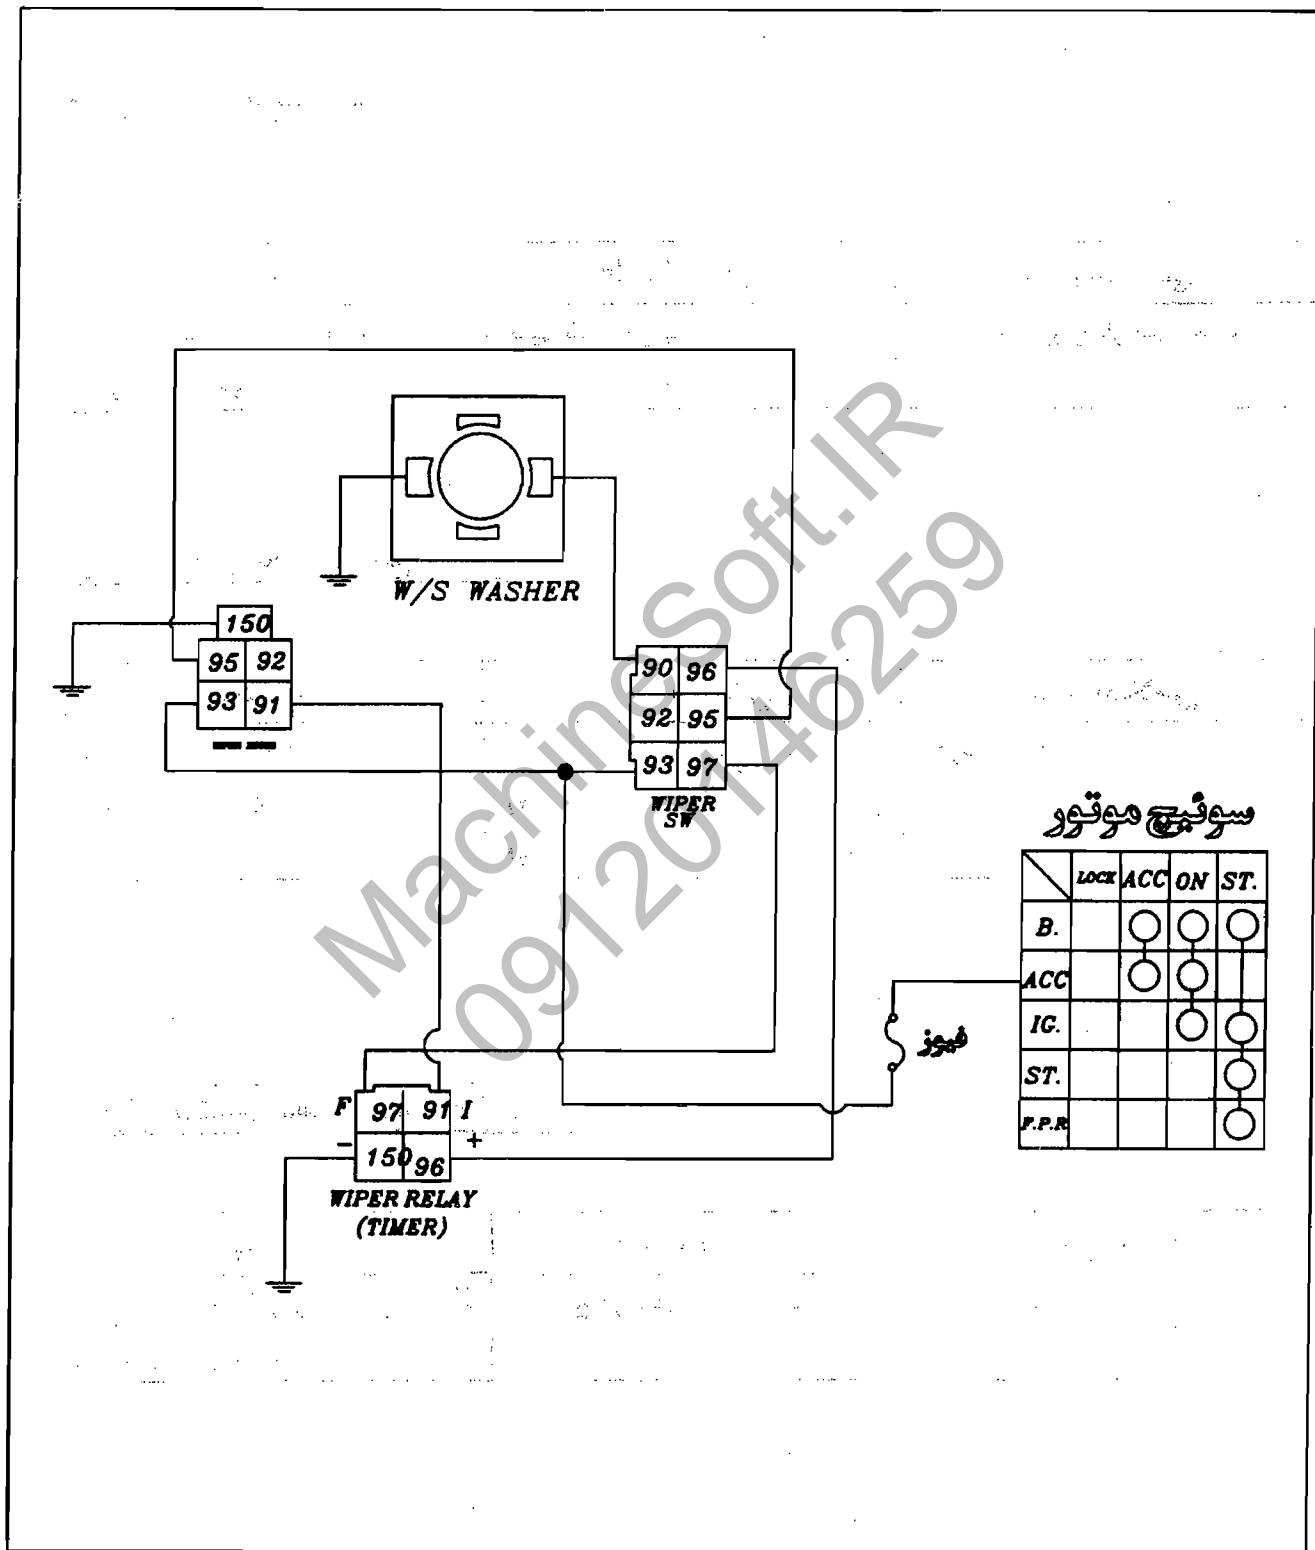 W/S WASHER
150
95 92
93 91
90 96
92 95
93 97
WIPER
SW
سوئیچ موتور
LOCK ACC ON ST.
B.
ACC
IG.
ST.
F.P.R
فیوز
F 97 91 I
- 150 96 +
WIPER RELAY
(TIMER)
MachineSoft.IR
09120146259